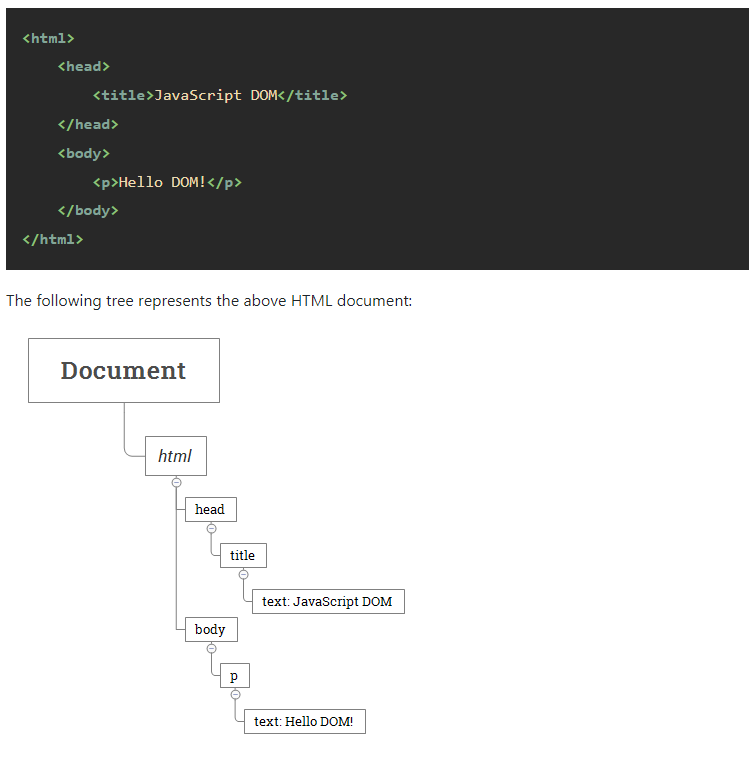 <html>
<head>
<title>JavaScript DOM</title>
</head>
<body>
<p>Hello DOM!</p>
</body>
</html>
The following tree represents the above HTML document:
Document
html
head
title
text: JavaScript DOM
body
p
text: Hello DOM!